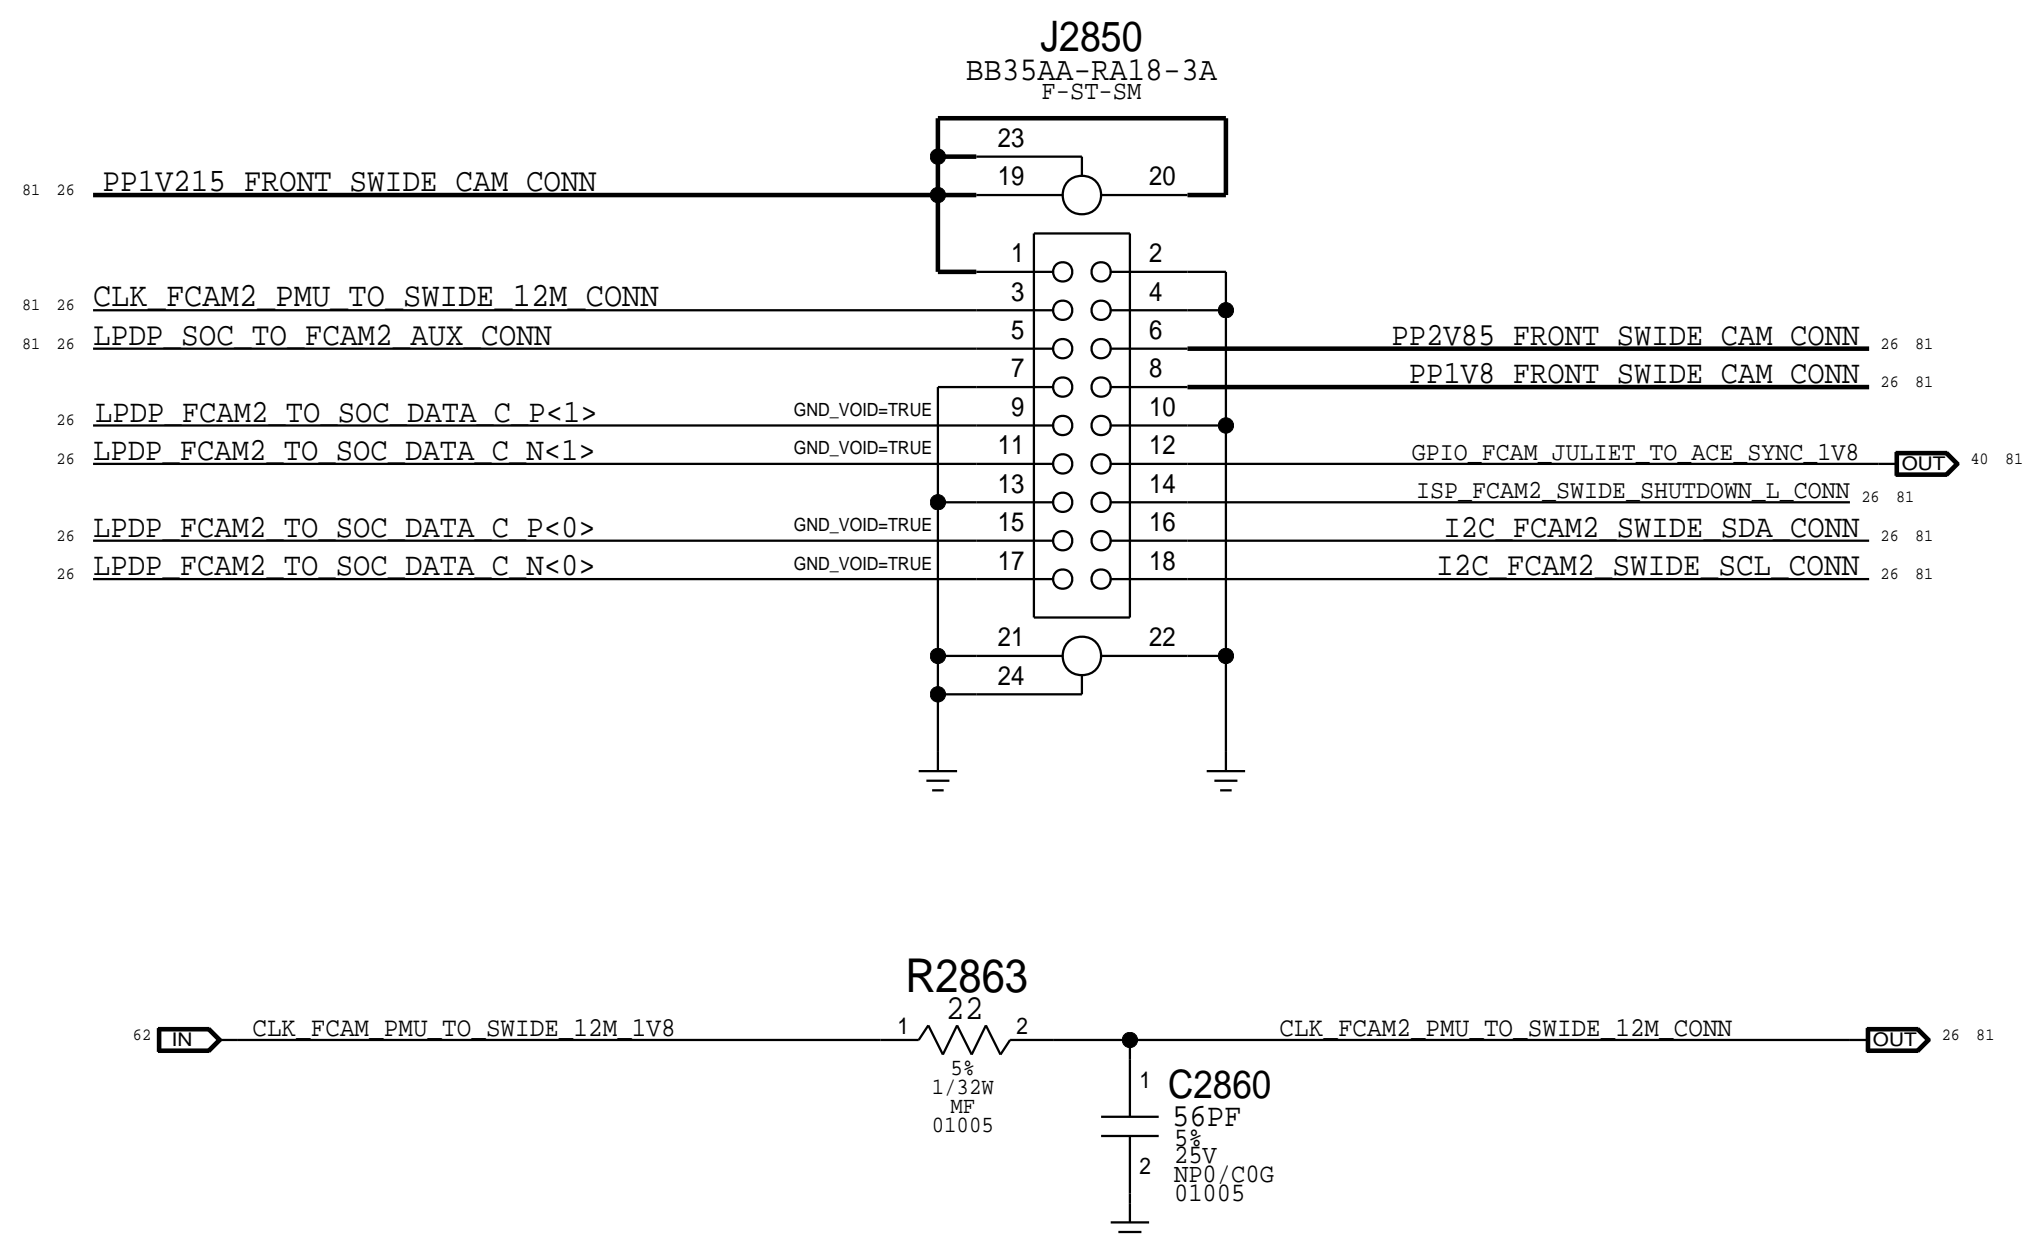 J2850
BB35AA-RA18-3A
F-ST-SM
23
81 26 PP1V215_FRONT_SWIDE_CAM_CONN 19 20
1 2
81 26 CLK_FCAM2_PMU_TO_SWIDE_12M_CONN 3 4
81 26 LPDP_SOC_TO_FCAM2_AUX_CONN 5 6 PP2V85_FRONT_SWIDE_CAM_CONN 26 81
7 8 PP1V8_FRONT_SWIDE_CAM_CONN 26 81
26 LPDP_FCAM2_TO_SOC_DATA_C_P<1> GND_VOID=TRUE 9 10
26 LPDP_FCAM2_TO_SOC_DATA_C_N<1> GND_VOID=TRUE 11 12 GPIO_FCAM_JULIET_TO_ACE_SYNC_1V8 OUT 40 81
13 14 ISP_FCAM2_SWIDE_SHUTDOWN_L_CONN 26 81
26 LPDP_FCAM2_TO_SOC_DATA_C_P<0> GND_VOID=TRUE 15 16 I2C_FCAM2_SWIDE_SDA_CONN 26 81
26 LPDP_FCAM2_TO_SOC_DATA_C_N<0> GND_VOID=TRUE 17 18 I2C_FCAM2_SWIDE_SCL_CONN 26 81
21 22
24
R2863
22
62 IN CLK_FCAM_PMU_TO_SWIDE_12M_1V8 1 2 CLK_FCAM2_PMU_TO_SWIDE_12M_CONN OUT 26 81
5%
1/32W
MF
01005
1 C2860
56PF
5%
25V
2 NP0/C0G
01005